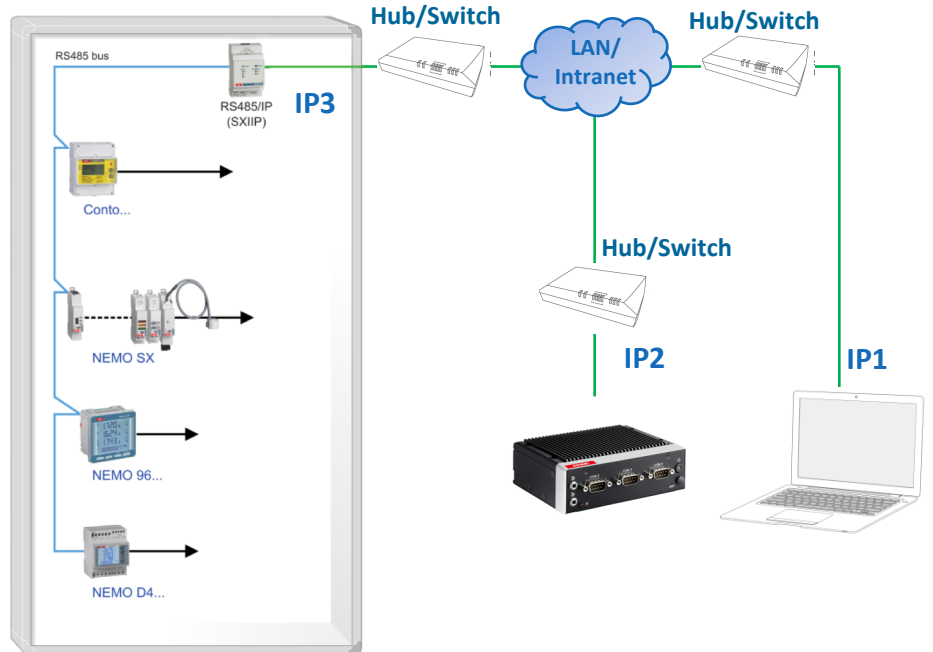 Hub/Switch
Hub/Switch
LAN/
Intranet
RS485 bus
RS485/IP
(SXIIP)
IP3
Conto...
Hub/Switch
NEMO SX
IP2
IP1
NEMO 96...
NEMO D4...